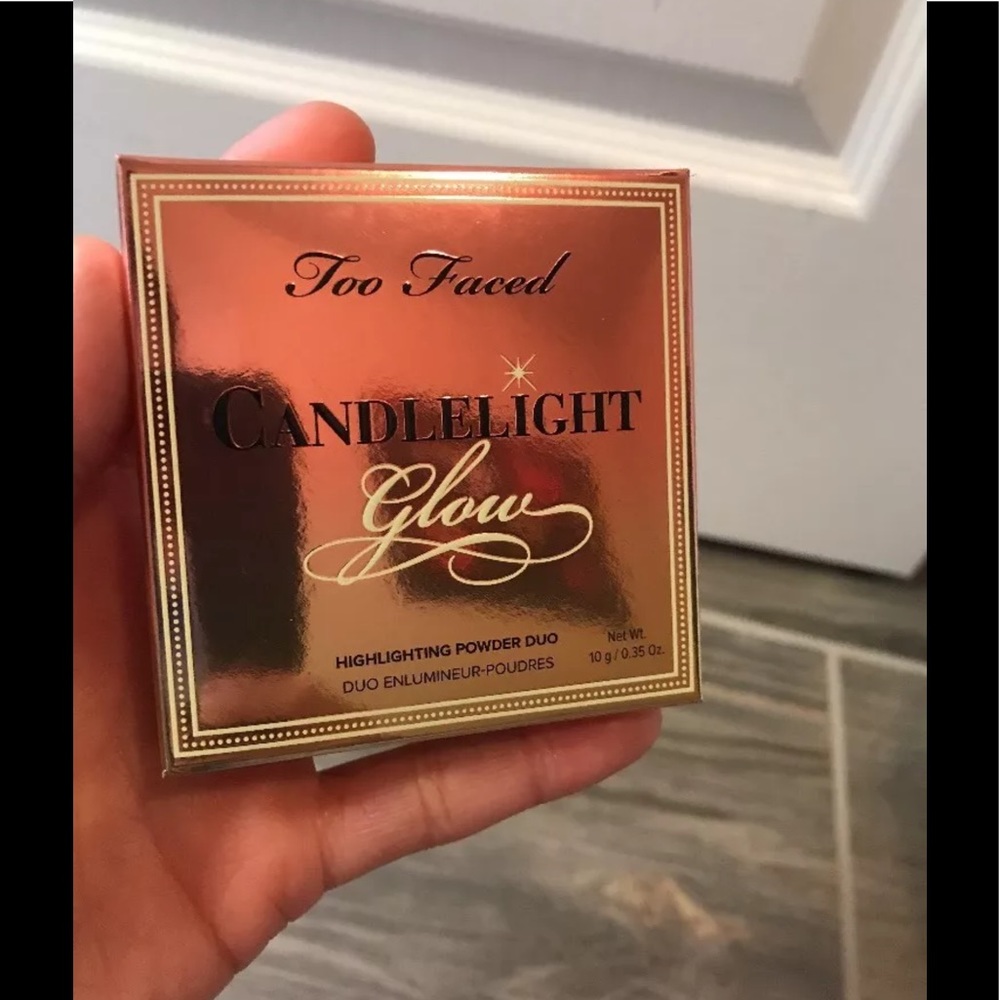 Too Faced
CANDLELIGHT
Glow
HIGHLIGHTING POWDER DUO
DUO ENLUMINEUR-POUDRES
Net Wt.
10 g / 0.35 Oz.